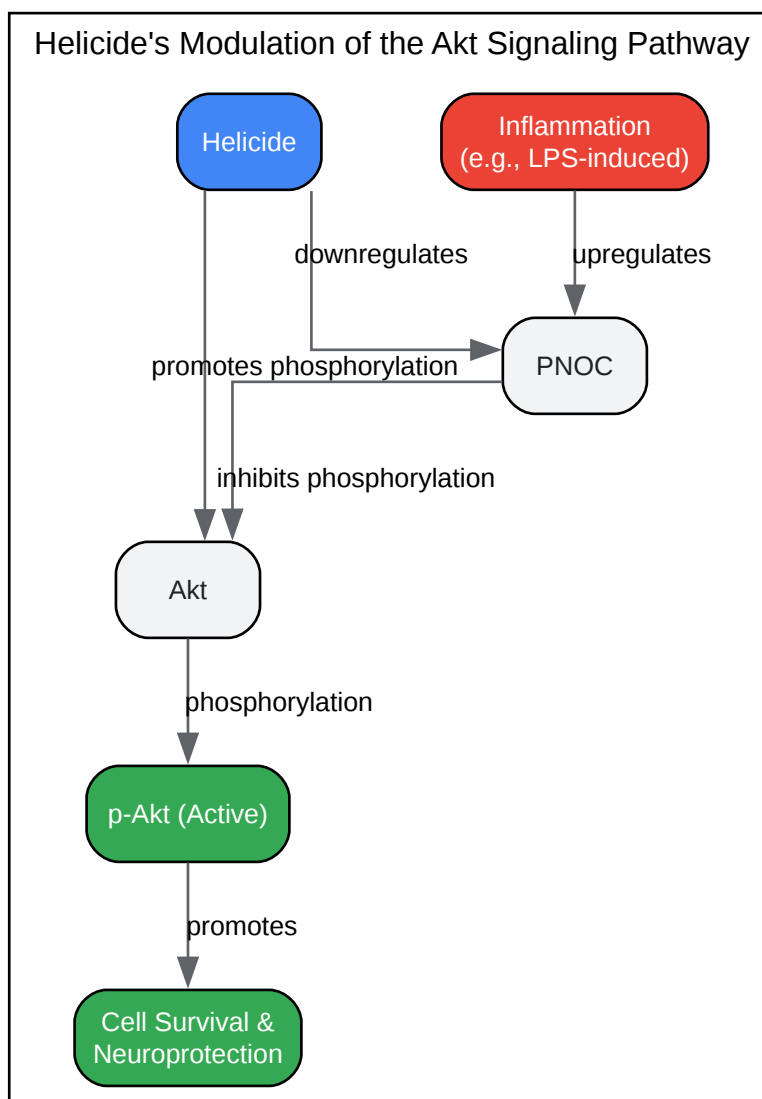 Helicide's Modulation of the Akt Signaling Pathway
Helicide
Inflammation
(e.g., LPS-induced)
downregulates
upregulates
promotes phosphorylation
PNOC
inhibits phosphorylation
Akt
phosphorylation
p-Akt (Active)
promotes
Cell Survival &
Neuroprotection